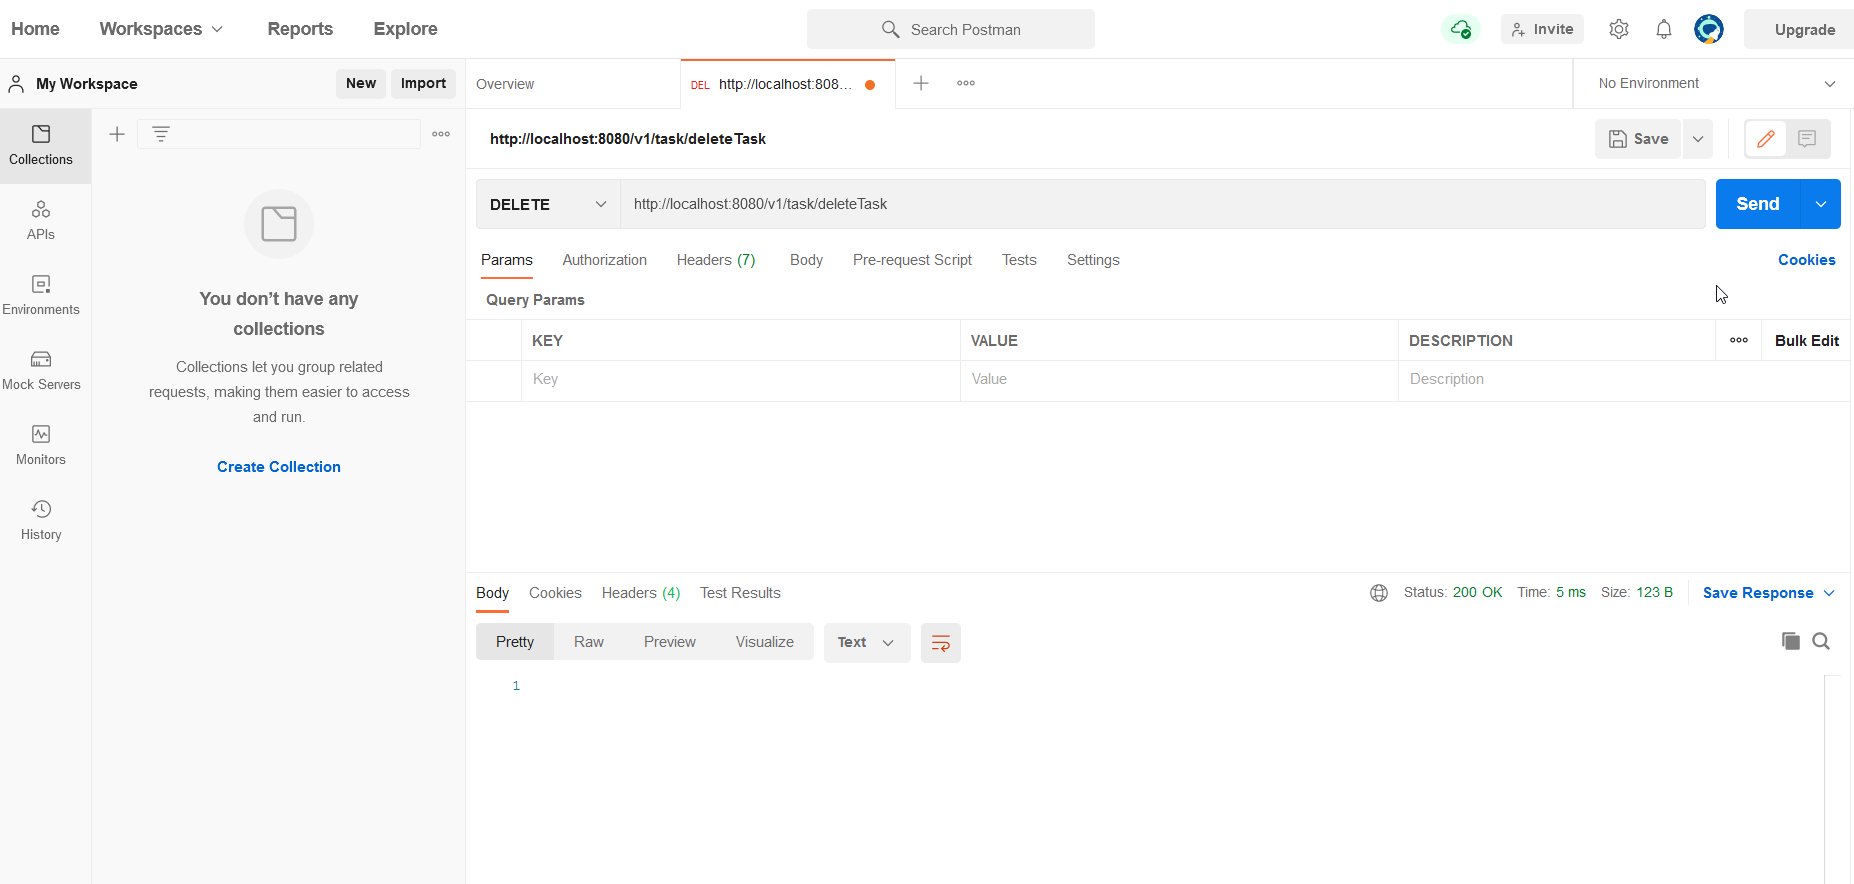 Home Workspaces Reports Explore Search Postman Invite Upgrade
My Workspace New Import Overview DEL http://localhost:808... No Environment
Collections
APIs
Environments
Mock Servers
Monitors
History
You don’t have any
collections
Collections let you group related
requests, making them easier to access
and run.
Create Collection
http://localhost:8080/v1/task/deleteTask Save
DELETE http://localhost:8080/v1/task/deleteTask Send
Params Authorization Headers (7) Body Pre-request Script Tests Settings Cookies
Query Params
KEY VALUE DESCRIPTION Bulk Edit
Key Value Description
Body Cookies Headers (4) Test Results Status: 200 OK Time: 5 ms Size: 123 B Save Response
Pretty Raw Preview Visualize Text
1